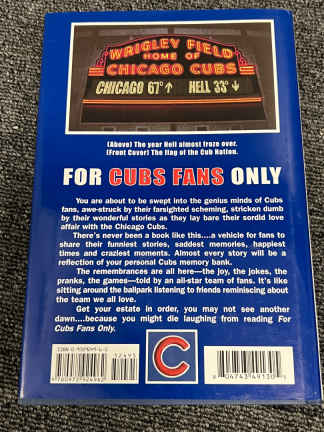 WRIGLEY FIELD
HOME OF
CHICAGO CUBS
CHICAGO 67°↑ HELL 33°↓
(Above) The year Hell almost froze over.
(Front Cover) The flag of the Cub Nation.
FOR CUBS FANS ONLY
You are about to be swept into the genius minds of Cubs
fans, awe-struck by their farsighted scheming, stricken dumb
by their wonderful stories as they lay bare their sordid love
affair with the Chicago Cubs.
There's never been a book like this....a vehicle for fans to
share their funniest stories, saddest memories, happiest
times and craziest moments. Almost every story will be a
reflection of your personal Cubs memory bank.
The remembrances are all here—the joy, the jokes, the
pranks, the games—told by an all-star team of fans. It's like
sitting around the ballpark listening to friends reminiscing about
the team we all love.
Get your estate in order, you may not see another
dawn....because you might die laughing from reading For
Cubs Fans Only.
C